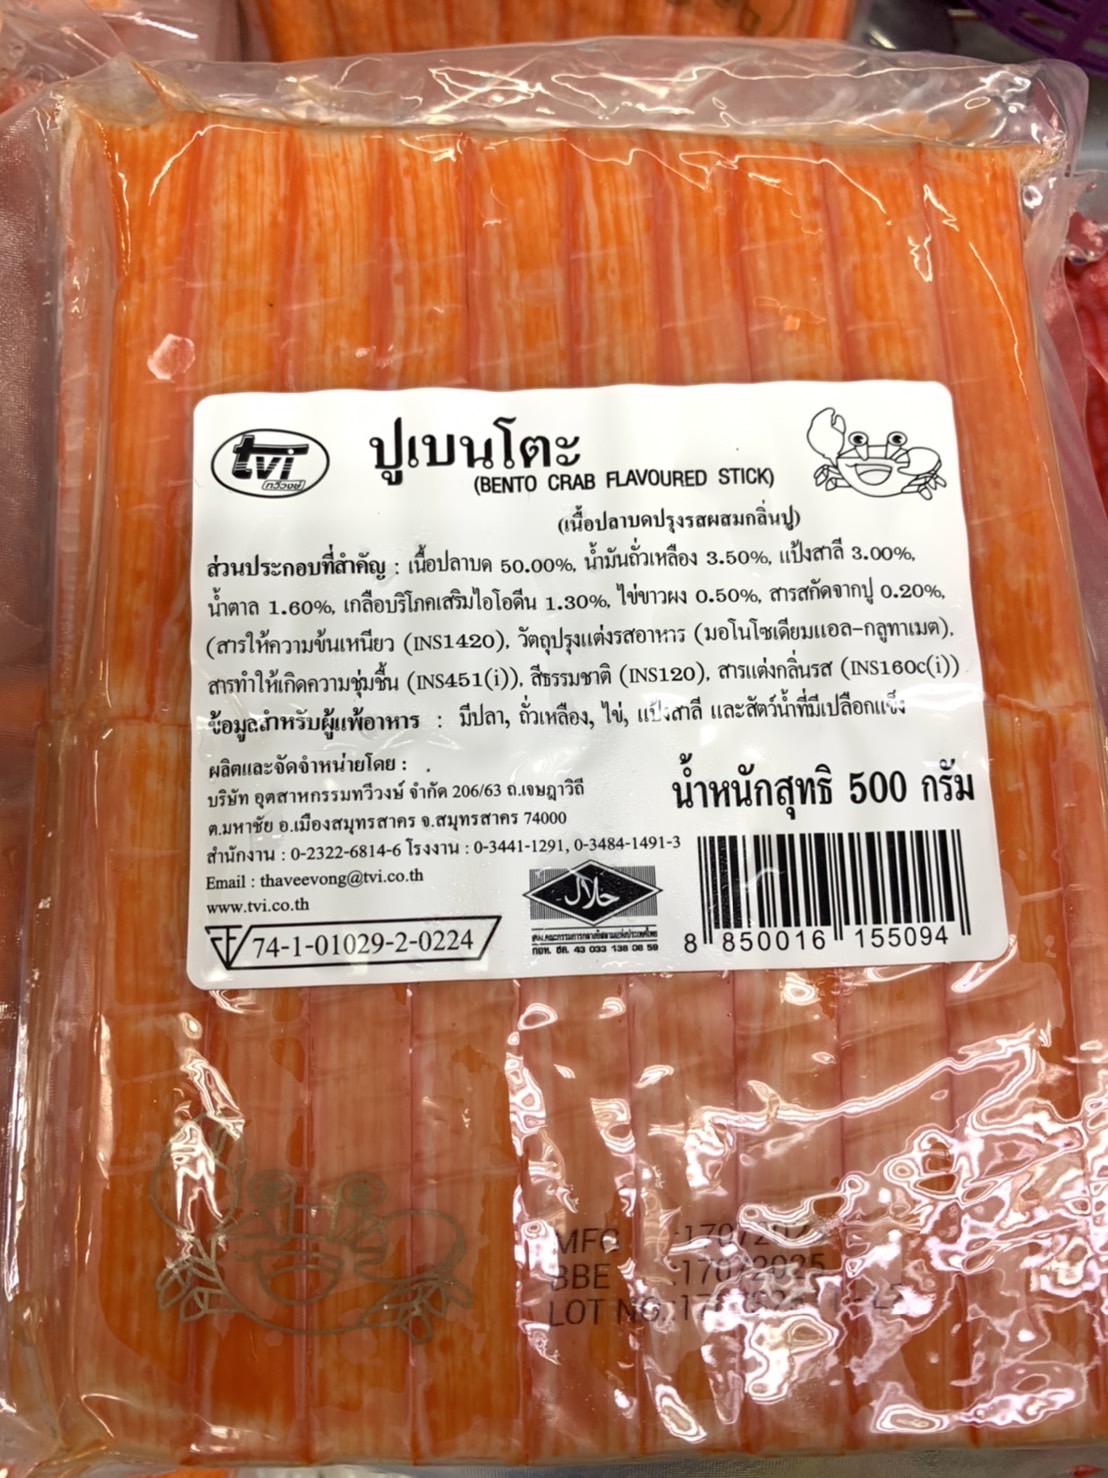 tvi
ทวีวงษ์
ปูเบนโตะ
(BENTO CRAB FLAVOURED STICK)
(เนื้อปลาบดปรุงรสผสมกลิ่นปู)
ส่วนประกอบที่สำคัญ : เนื้อปลาบด 50.00%, น้ำมันถั่วเหลือง 3.50%, แป้งสาลี 3.00%,
น้ำตาล 1.60%, เกลือบริโภคเสริมไอโอดีน 1.30%, ไข่ขาวผง 0.50%, สารสกัดจากปู 0.20%,
(สารให้ความข้นเหนียว (INS1420), วัตถุปรุงแต่งรสอาหาร (มอโนโซเดียมแอล-กลูทาเมต),
สารทำให้เกิดความชุ่มชื้น (INS451(i)), สีธรรมชาติ (INS120), สารแต่งกลิ่นรส (INS160c(i))
ข้อมูลสำหรับผู้แพ้อาหาร : มีปลา, ถั่วเหลือง, ไข่, แป้งสาลี และสัตว์น้ำที่มีเปลือกแข็ง
ผลิตและจัดจำหน่ายโดย :
บริษัท อุตสาหกรรมทวีวงษ์ จำกัด 206/63 ถ.เจษฎาวิถี
ต.มหาชัย อ.เมืองสมุทรสาคร จ.สมุทรสาคร 74000
สำนักงาน : 0-2322-6814-6 โรงงาน : 0-3441-1291, 0-3484-1491-3
Email : thaveevong@tvi.co.th
www.tvi.co.th
74-1-01029-2-0224
น้ำหนักสุทธิ 500 กรัม
حلال
กอท. ฮล. 43 033 138 08 59
8 850016 155094
MFG
BBE
LOT NO.